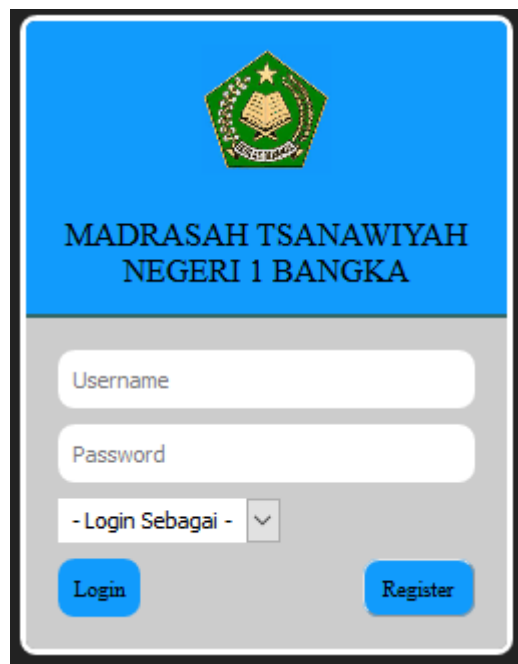 MADRASAH TSANAWIYAH
NEGERI 1 BANGKA
Username
Password
- Login Sebagai -
Login
Register